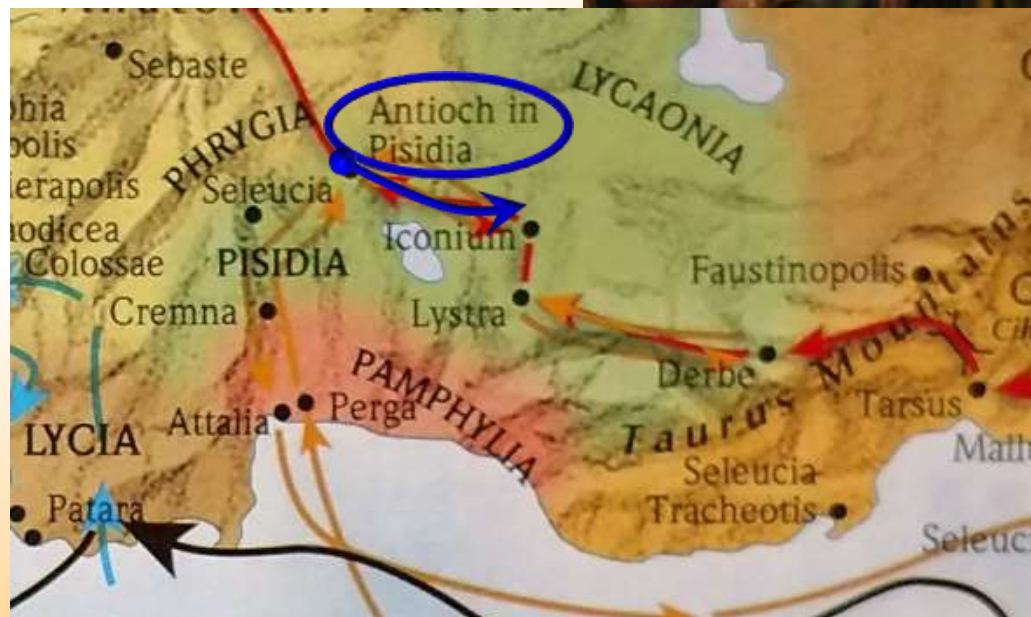 Sebaste
LYCAONIA
Antioch in
Pisidia
PHRYGIA
Seleucia
Iconium
PISIDIA
Colossae
Faustinopolis
Cremna
Lystra
Mountains
Taurus
Derbe
Tarsus
PAMPHYLIA
Attalia
Perga
LYCIA
Seleucia
Tracheotis
Patara